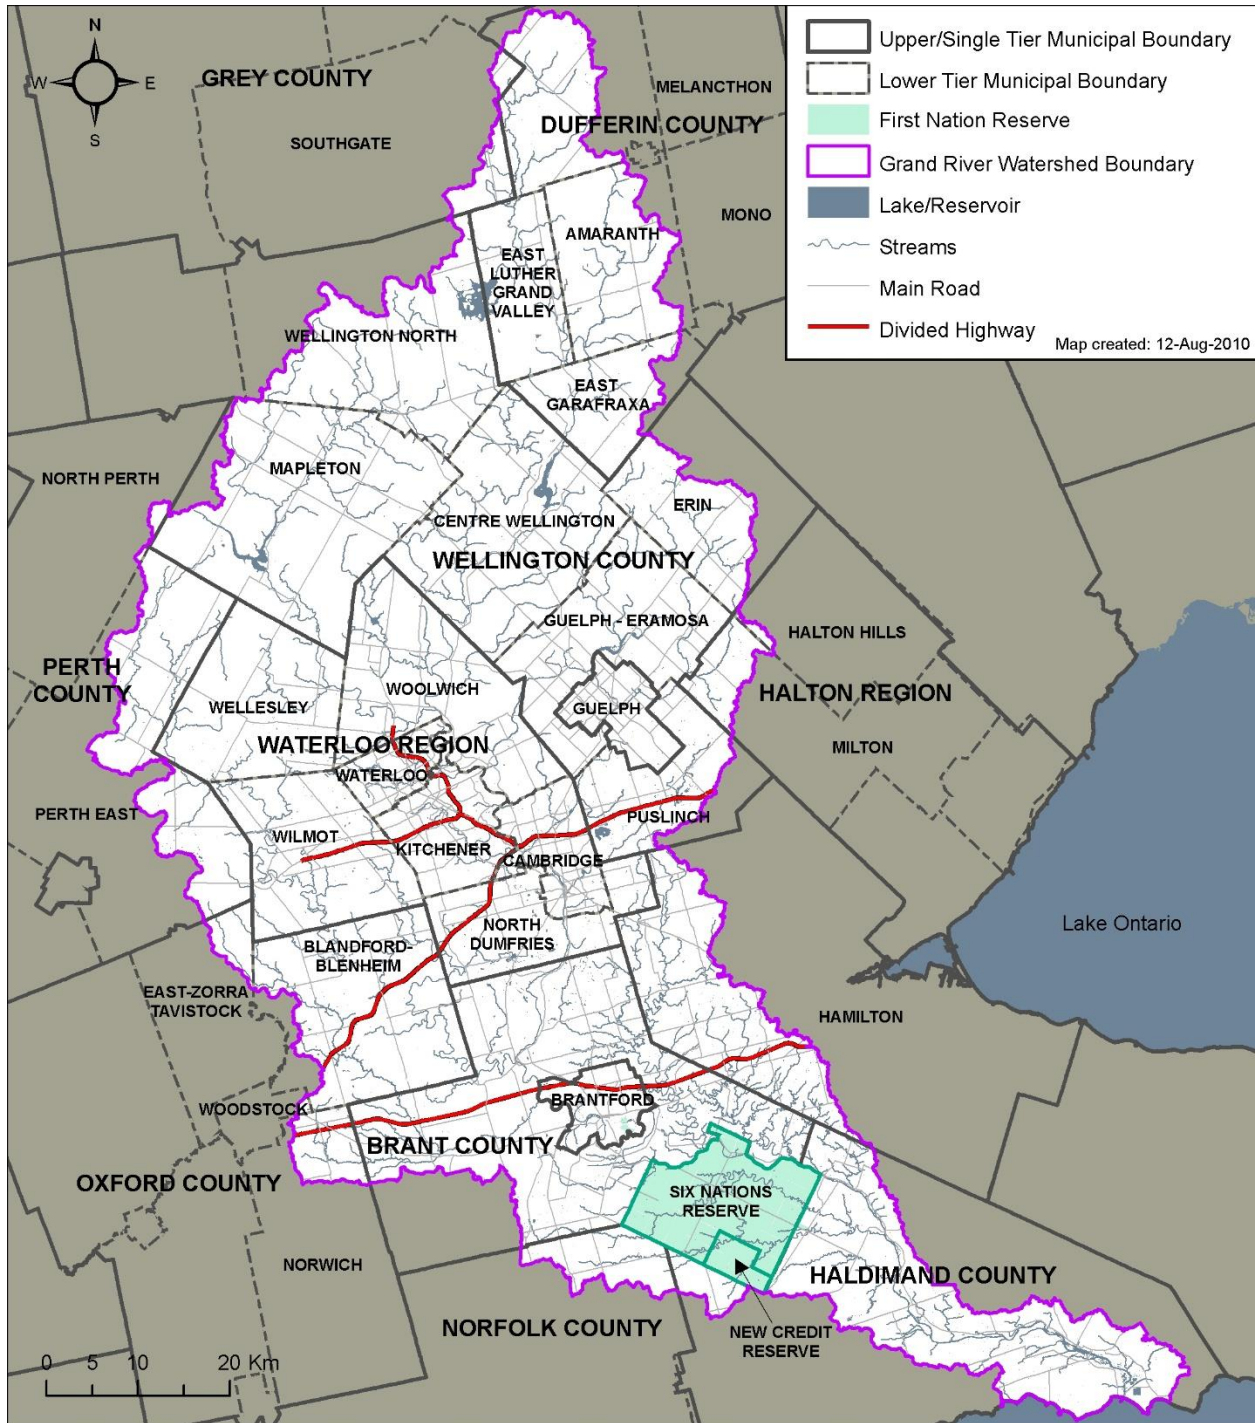 N
W
E
S
GREY COUNTY
SOUTHGATE
MELANCTHON
DUFFERIN COUNTY
MONO
Upper/Single Tier Municipal Boundary
Lower Tier Municipal Boundary
First Nation Reserve
Grand River Watershed Boundary
Lake/Reservoir
Streams
Main Road
Divided Highway
Map created: 12-Aug-2010
AMARANTH
EAST
LUTHER
GRAND
VALLEY
WELLINGTON NORTH
EAST
GARAFRAXA
MAPLETON
NORTH PERTH
ERIN
CENTRE WELLINGTON
WELLINGTON COUNTY
GUELPH - ERAMOSA
HALTON HILLS
PERTH
COUNTY
WOOLWICH
HALTON REGION
WELLESLEY
GUELPH
WATERLOO REGION
MILTON
WATERLOO
PERTH EAST
WILMOT
PUSLINCH
KITCHENER
CAMBRIDGE
NORTH
DUMFRIES
Lake Ontario
BLANDFORD-
BLENHEIM
EAST-ZORRA
TAVISTOCK
HAMILTON
WOODSTOCK
BRANTFORD
BRANT COUNTY
OXFORD COUNTY
SIX NATIONS
RESERVE
NORWICH
HALDIMAND COUNTY
NORFOLK COUNTY
NEW CREDIT
RESERVE
0 5 10 20 Km